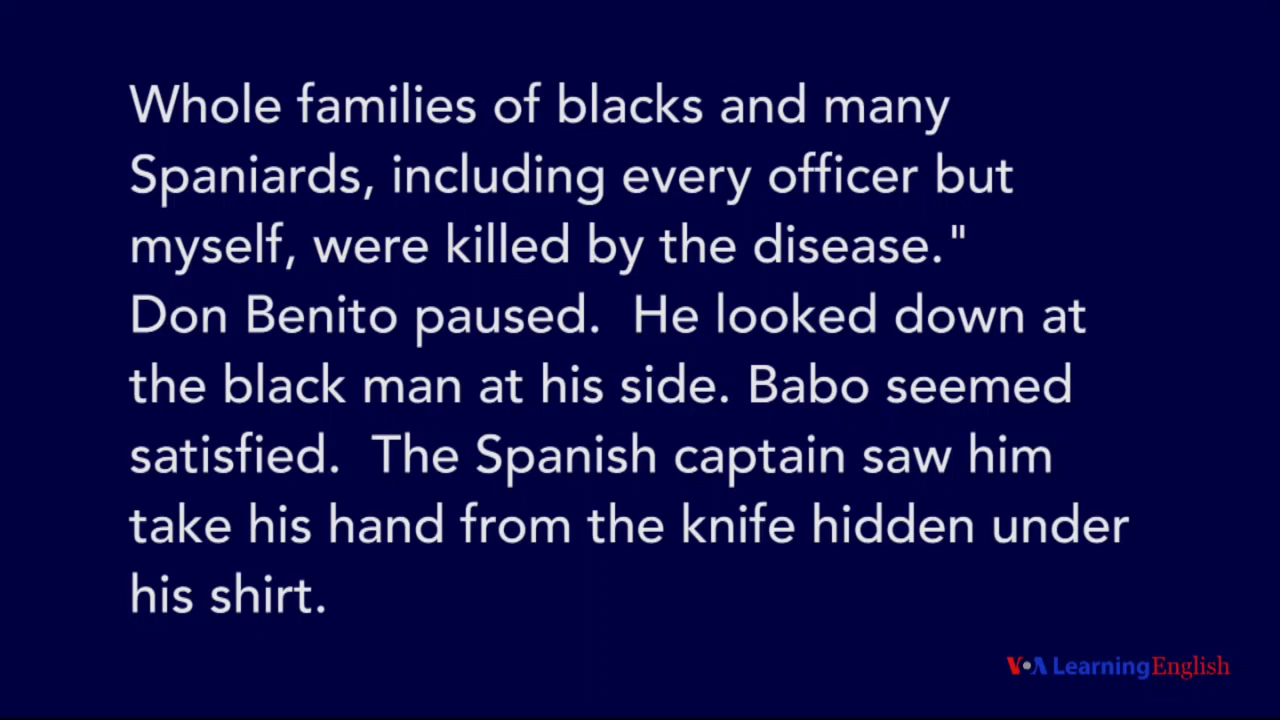 Whole families of blacks and many
Spaniards, including every officer but
myself, were killed by the disease."
Don Benito paused.  He looked down at
the black man at his side. Babo seemed
satisfied.  The Spanish captain saw him
take his hand from the knife hidden under
his shirt.
VOA Learning English